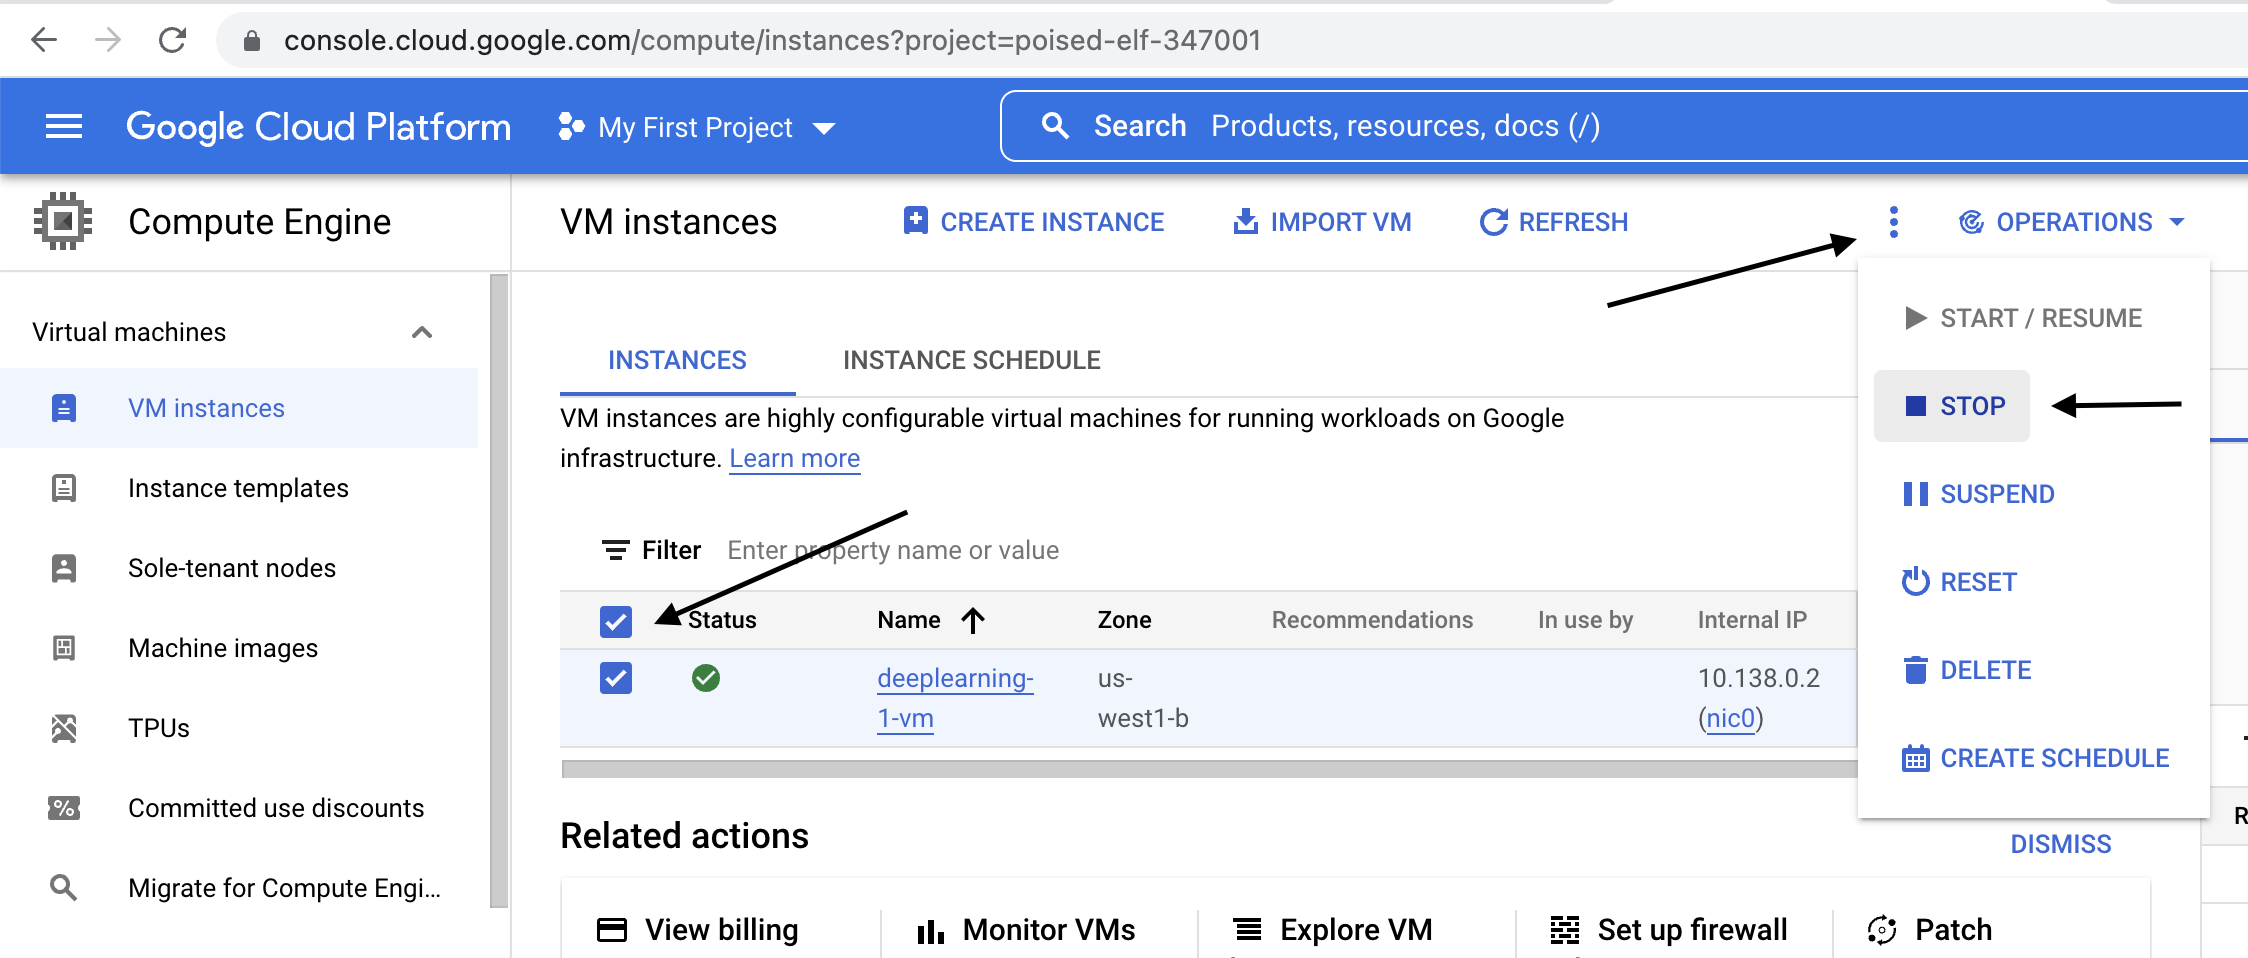 console.cloud.google.com/compute/instances?project=poised-elf-347001
Google Cloud Platform
My First Project
Search Products, resources, docs (/)
Compute Engine
VM instances
CREATE INSTANCE
IMPORT VM
REFRESH
OPERATIONS
Virtual machines
VM instances
Instance templates
Sole-tenant nodes
Machine images
TPUs
%
Committed use discounts
Migrate for Compute Engi...
INSTANCES
INSTANCE SCHEDULE
VM instances are highly configurable virtual machines for running workloads on Google
infrastructure. Learn more
Filter Enter property name or value
Status Name Zone Recommendations In use by Internal IP
deeplearning- us- 10.138.0.2
1-vm west1-b (nic0)
START / RESUME
STOP
SUSPEND
RESET
DELETE
CREATE SCHEDULE
Related actions
DISMISS
View billing
Monitor VMs
Explore VM
Set up firewall
Patch